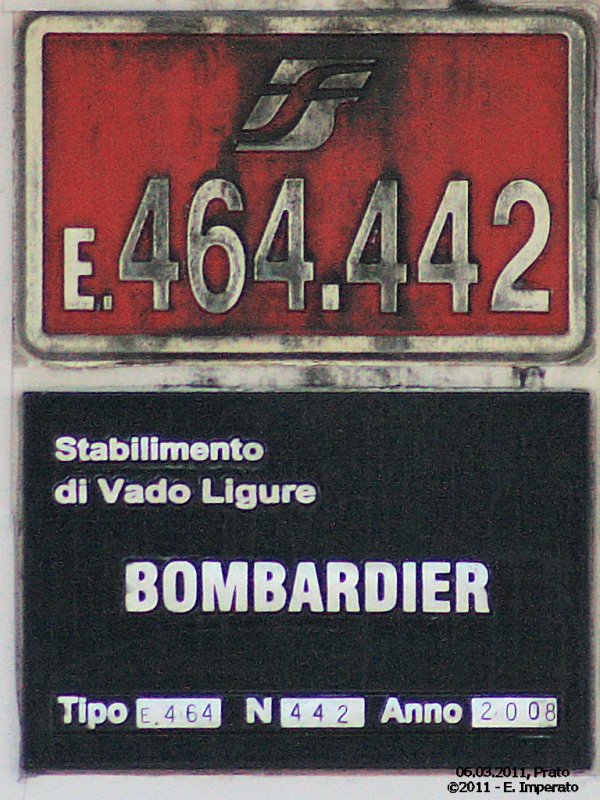 E.464.442
Stabilimento
di Vado Ligure
BOMBARDIER
Tipo E.464 N 442 Anno 2008
06.03.2011, Prato
©2011 - E. Imperato